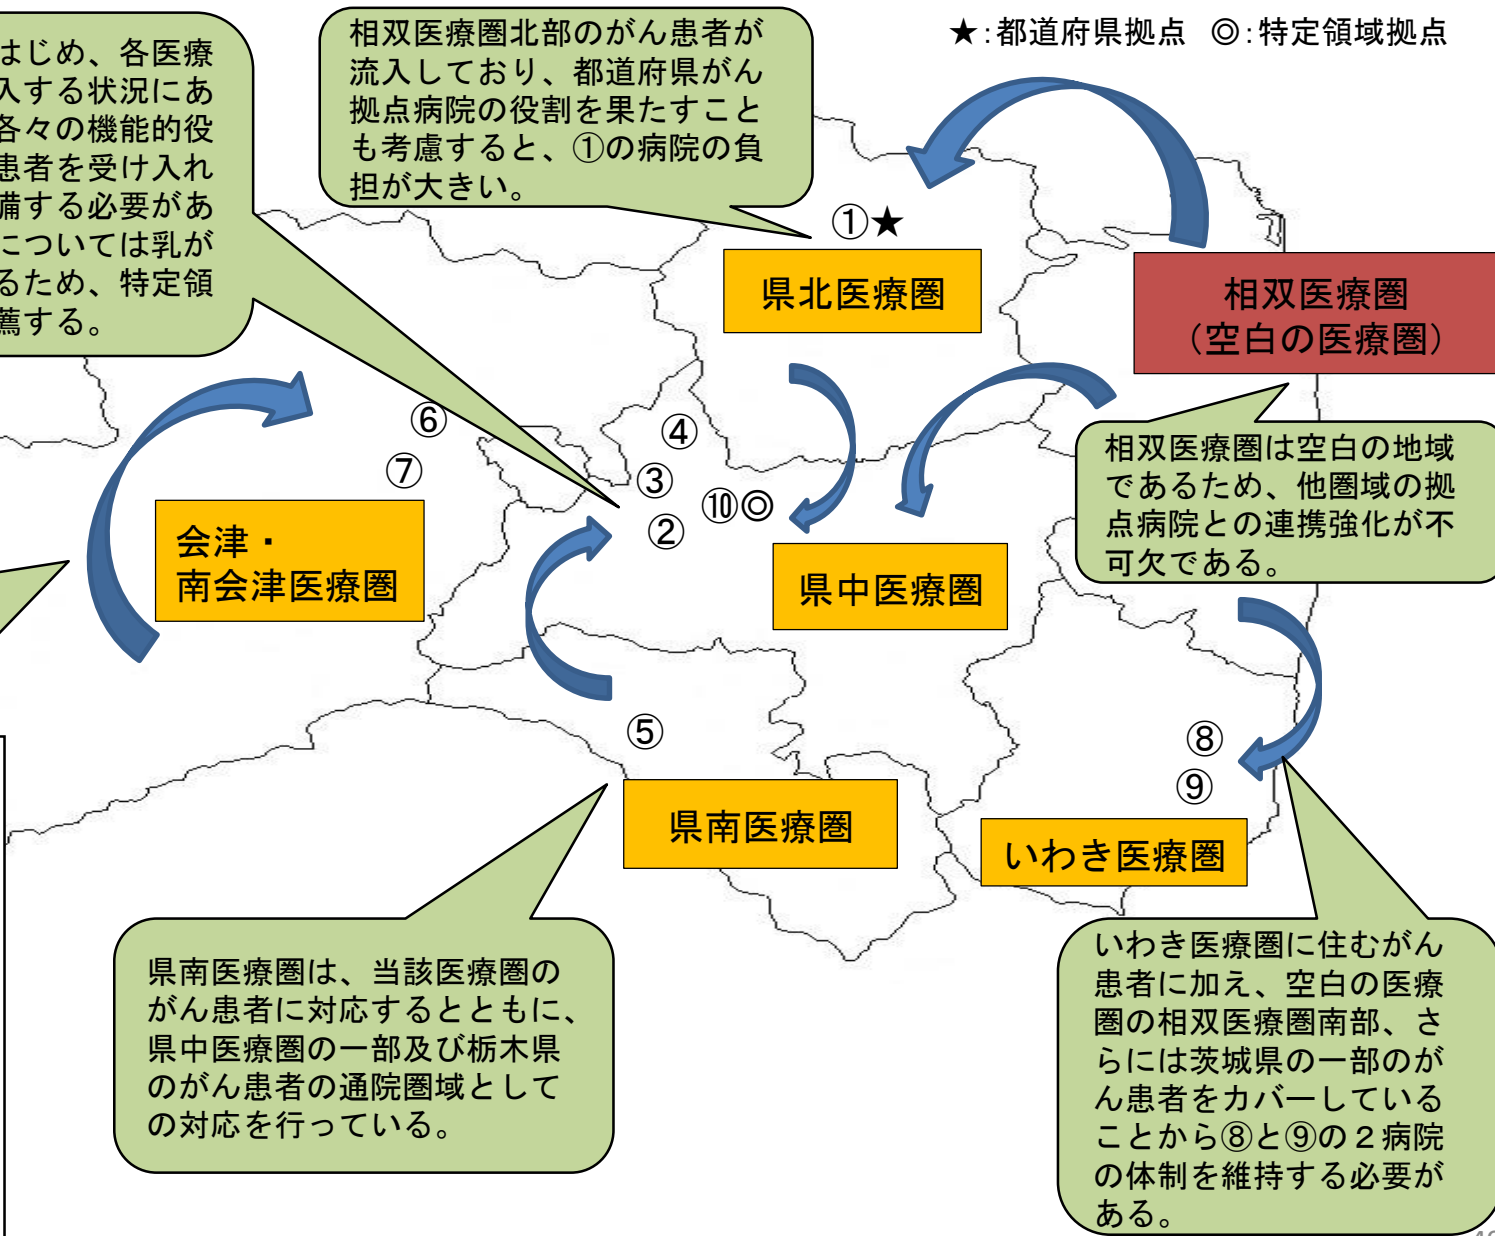 ★：都道府県拠点 ◎：特定領域拠点
はじめ、各医療
入する状況にあ
各々の機能的役
患者を受け入れ
備する必要があ
については乳が
るため、特定領
薦する。
相双医療圏北部のがん患者が
流入しており、都道府県がん
拠点病院の役割を果たすこと
も考慮すると、①の病院の負
担が大きい。
①★
県北医療圏
相双医療圏
（空白の医療圏）
⑥
⑦
④
③
⑩◎
②
会津・
南会津医療圏
県中医療圏
相双医療圏は空白の地域
であるため、他圏域の拠
点病院との連携強化が不
可欠である。
⑤
県南医療圏
⑧
⑨
いわき医療圏
県南医療圏は、当該医療圏の
がん患者に対応するとともに、
県中医療圏の一部及び栃木県
のがん患者の通院圏域として
の対応を行っている。
いわき医療圏に住むがん
患者に加え、空白の医療
圏の相双医療圏南部、さ
らには茨城県の一部のが
ん患者をカバーしている
ことから⑧と⑨の２病院
の体制を維持する必要が
ある。